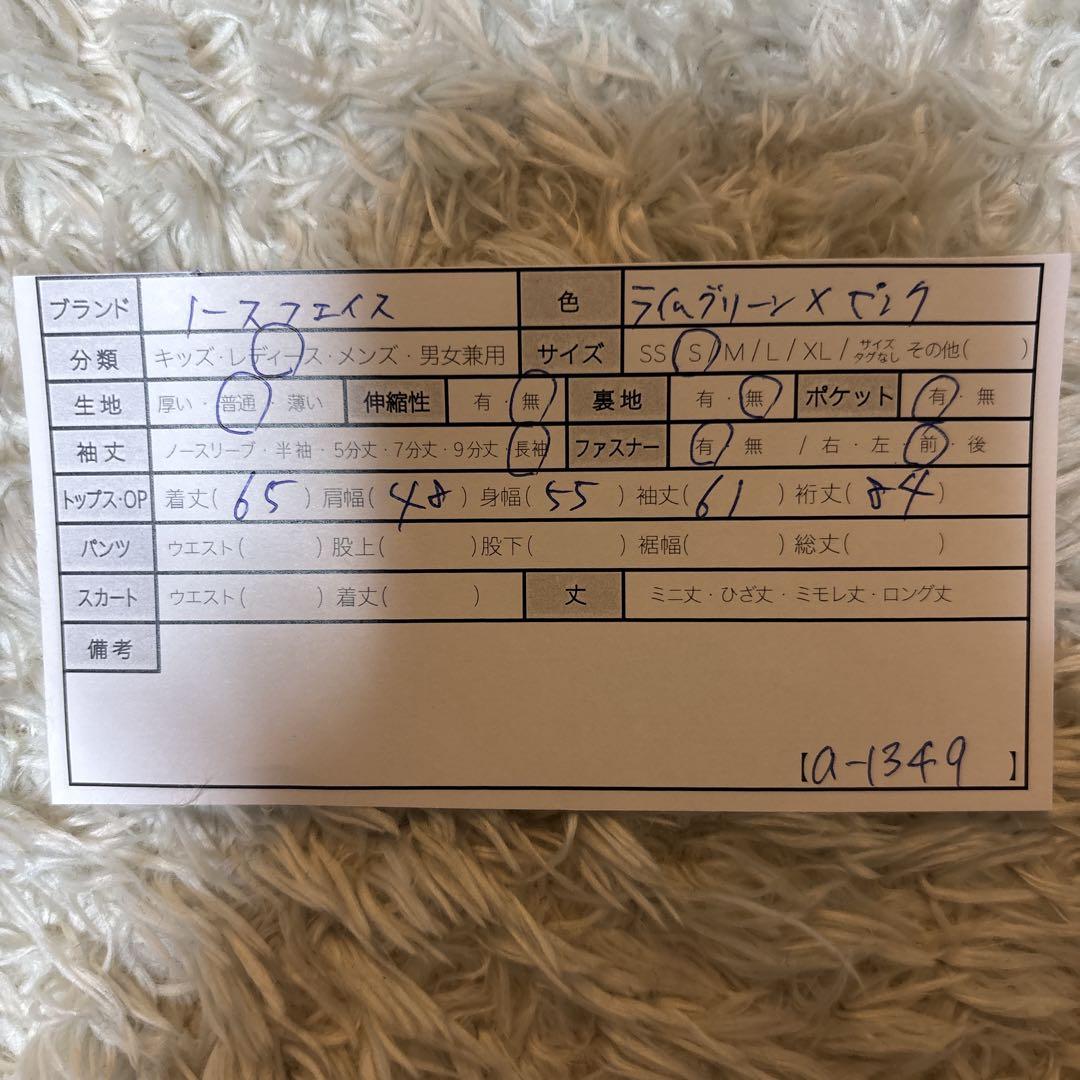 ブランド ノースフェイス 色 ライムグリーン×ピンク
分類 キッズ・レディース・メンズ・男女兼用 サイズ SS/S/M/L/XL/サイズタグなし その他( )
生地 厚い・普通・薄い 伸縮性 有・無 裏地 有・無 ポケット 有・無
袖丈 ノースリーブ・半袖・5分丈・7分丈・9分丈・長袖 ファスナー 有・無 / 右・左・前・後
トップス・OP 着丈(65) 肩幅(48) 身幅(55) 袖丈(61) 裄丈(84)
パンツ ウエスト( ) 股上( ) 股下( ) 裾幅( ) 総丈( )
スカート ウエスト( ) 着丈( ) 丈 ミニ丈・ひざ丈・ミモレ丈・ロング丈
備考
【a-1349 】